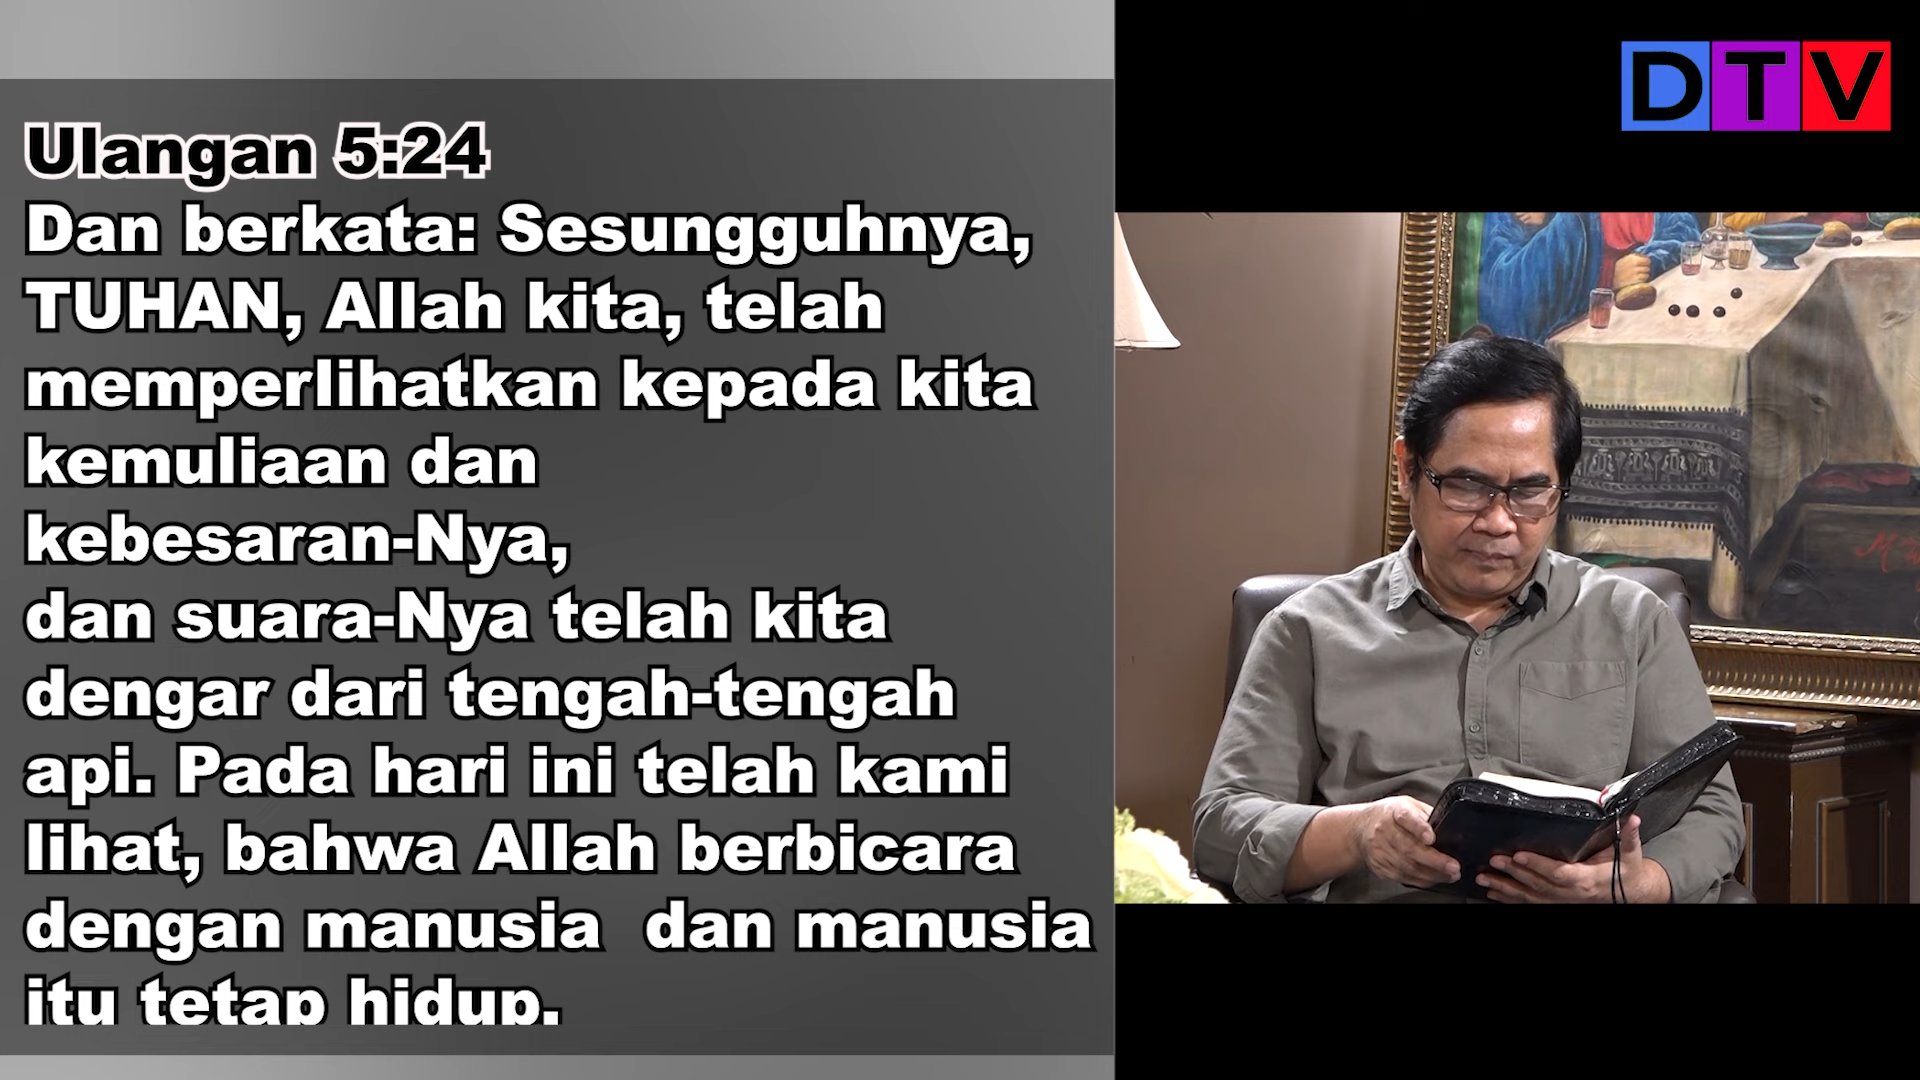 Ulangan 5:24
Dan berkata: Sesungguhnya,
TUHAN, Allah kita, telah
memperlihatkan kepada kita
kemuliaan dan
kebesaran-Nya,
dan suara-Nya telah kita
dengar dari tengah-tengah
api. Pada hari ini telah kami
lihat, bahwa Allah berbicara
dengan manusia  dan manusia
itu tetap hidup.
DTV